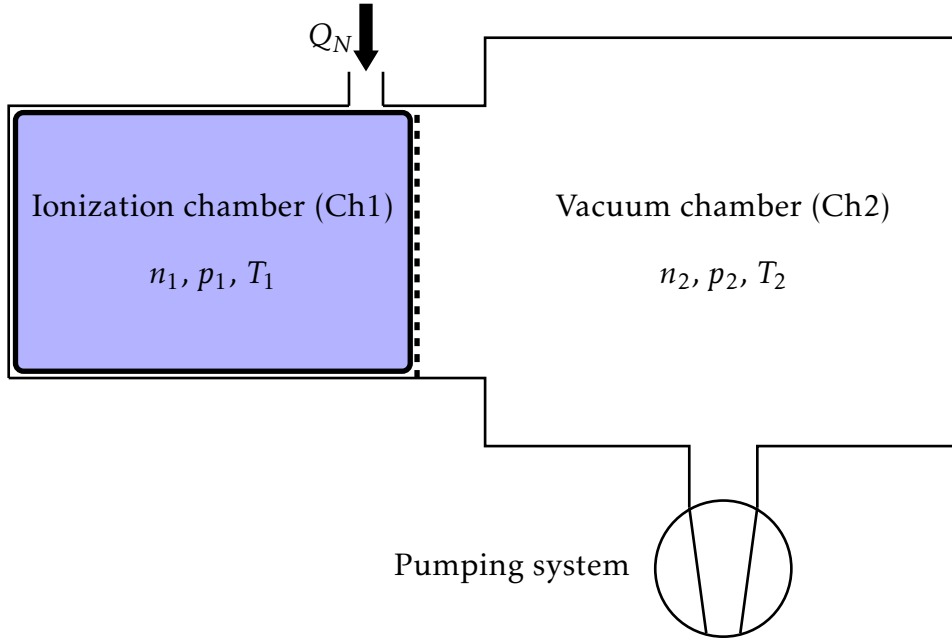 Q_N
Ionization chamber (Ch1)
n_1, p_1, T_1
Vacuum chamber (Ch2)
n_2, p_2, T_2
Pumping system